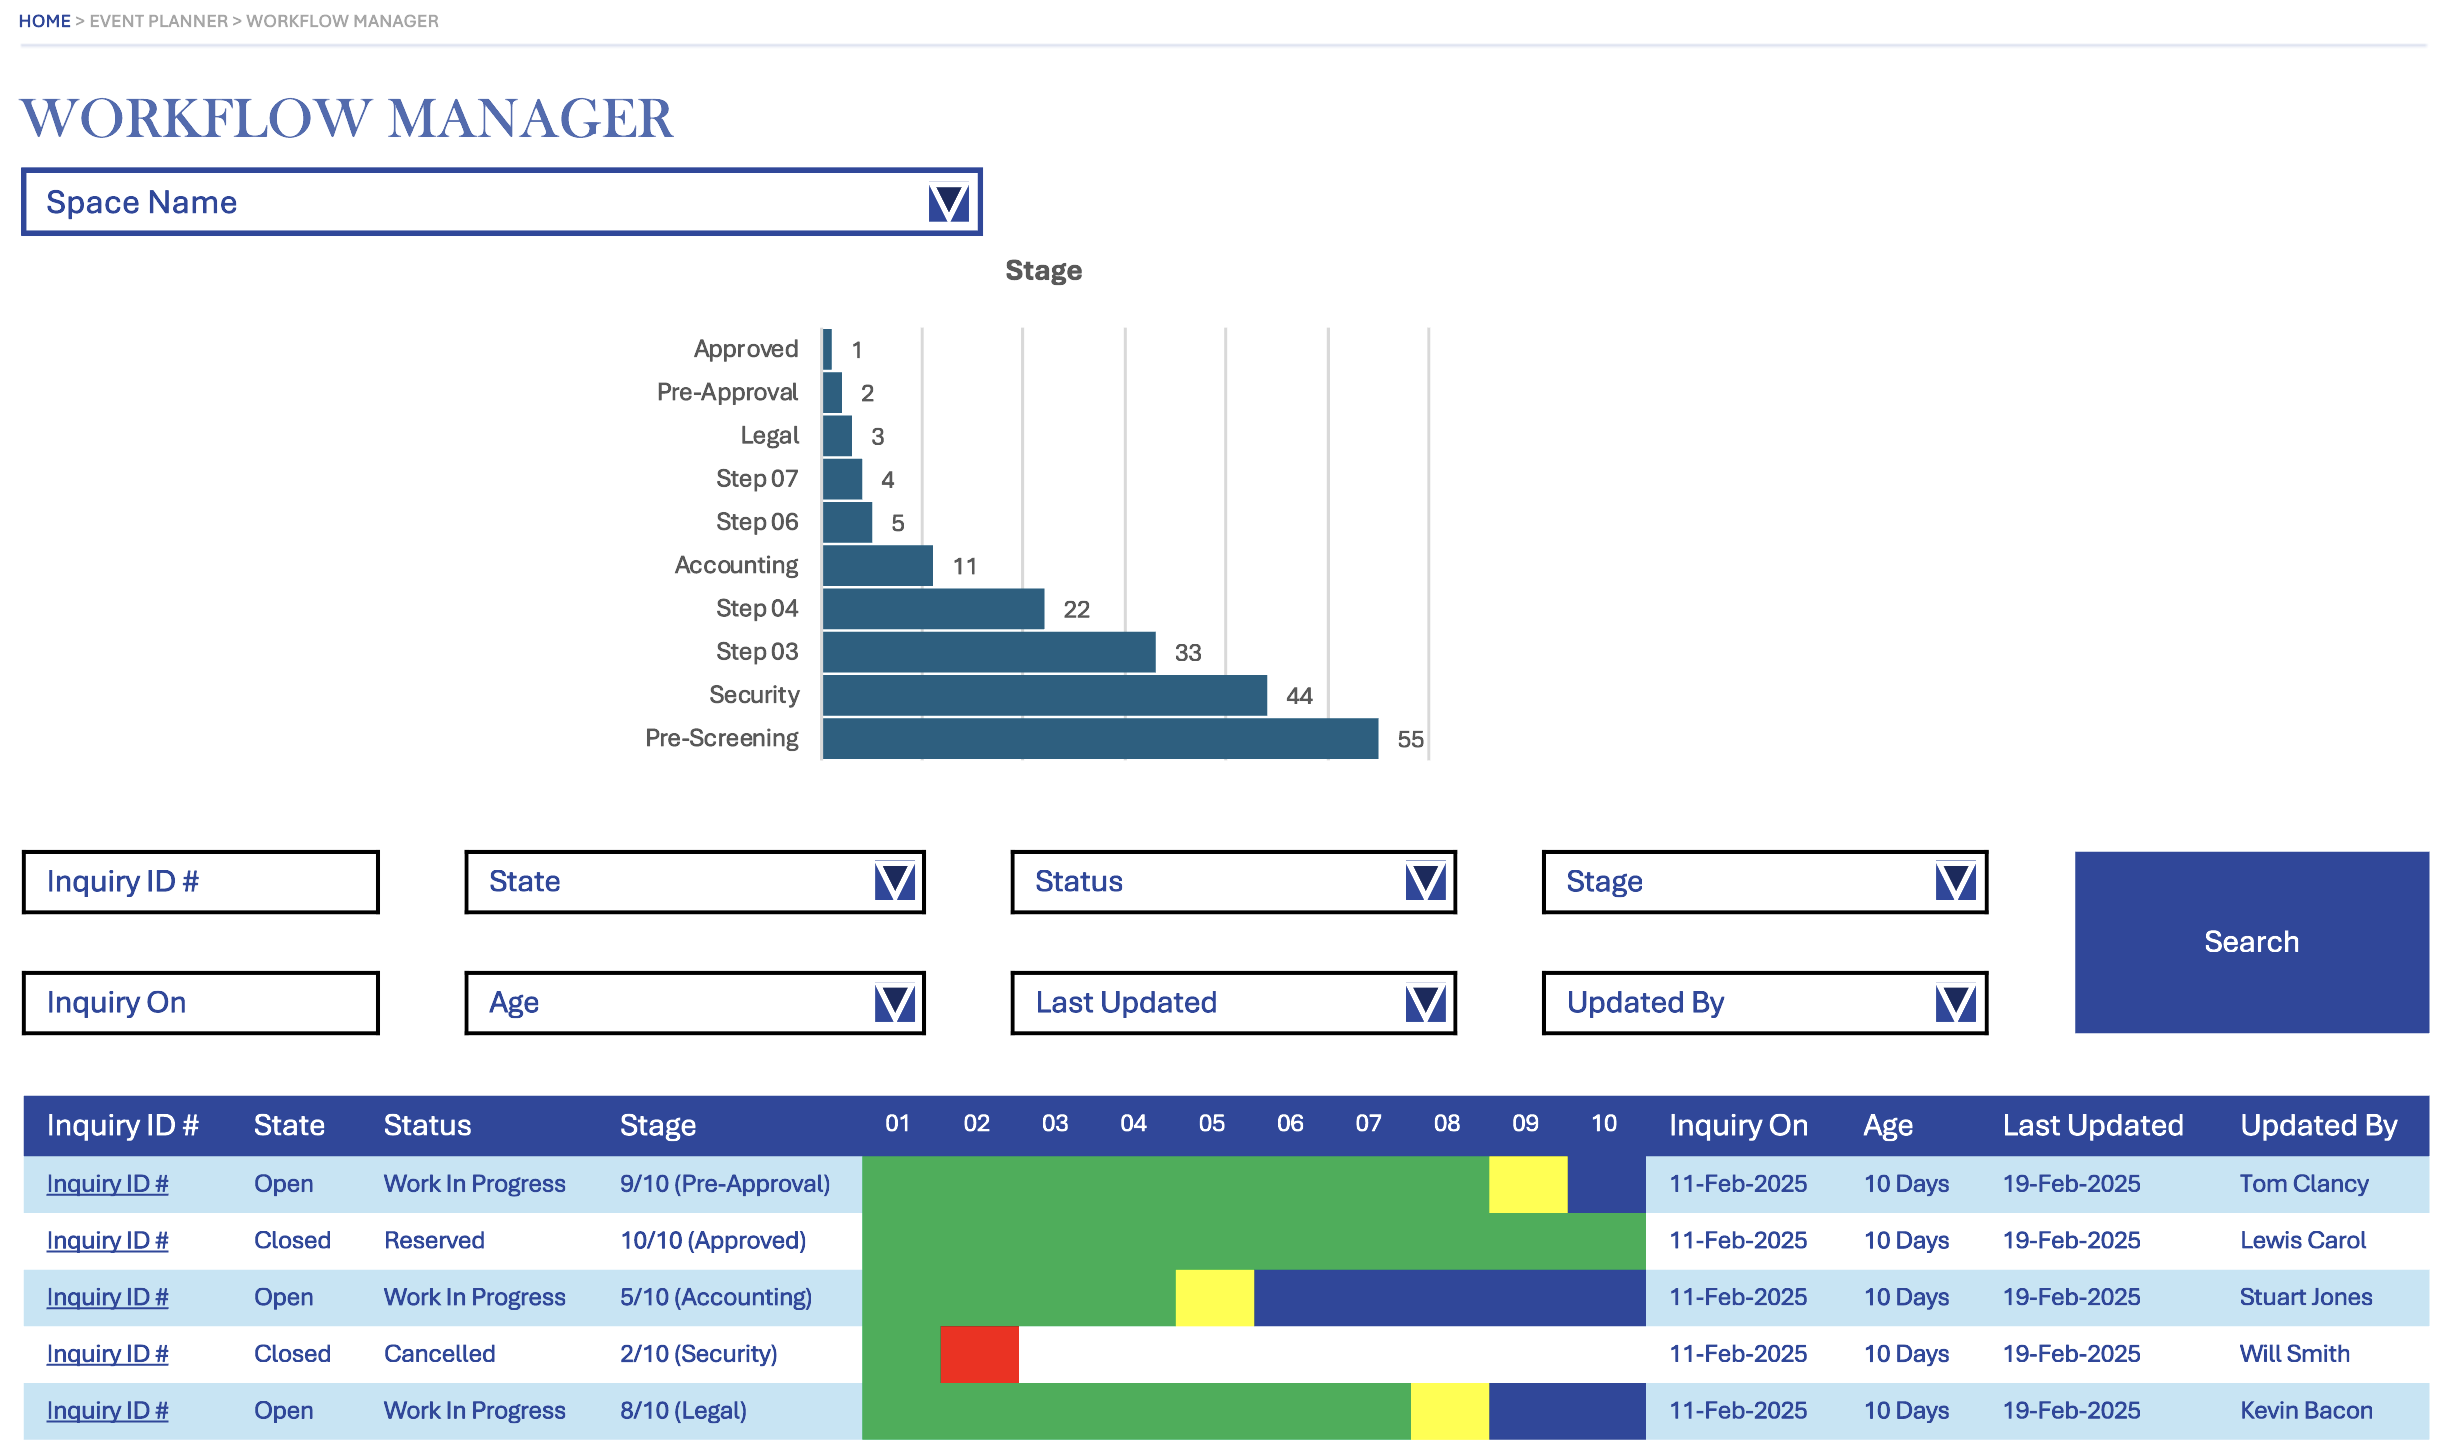 HOME > EVENT PLANNER > WORKFLOW MANAGER
WORKFLOW MANAGER
Space Name
Stage
Approved 1
Pre-Approval 2
Legal 3
Step 07 4
Step 06 5
Accounting 11
Step 04 22
Step 03 33
Security 44
Pre-Screening 55
Inquiry ID # State Status Stage
Search
Inquiry On Age Last Updated Updated By
Inquiry ID # State Status Stage 01 02 03 04 05 06 07 08 09 10 Inquiry On Age Last Updated Updated By
Inquiry ID # Open Work In Progress 9/10 (Pre-Approval) 11-Feb-2025 10 Days 19-Feb-2025 Tom Clancy
Inquiry ID # Closed Reserved 10/10 (Approved) 11-Feb-2025 10 Days 19-Feb-2025 Lewis Carol
Inquiry ID # Open Work In Progress 5/10 (Accounting) 11-Feb-2025 10 Days 19-Feb-2025 Stuart Jones
Inquiry ID # Closed Cancelled 2/10 (Security) 11-Feb-2025 10 Days 19-Feb-2025 Will Smith
Inquiry ID # Open Work In Progress 8/10 (Legal) 11-Feb-2025 10 Days 19-Feb-2025 Kevin Bacon